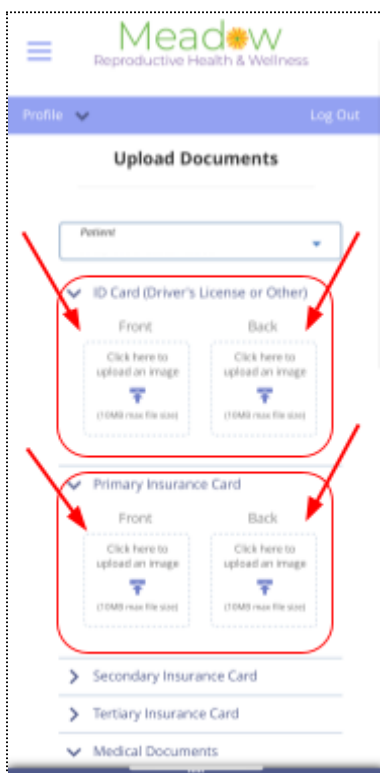 Meadow
Reproductive Health & Wellness
Profile
Log Out
Upload Documents
Patient
ID Card (Driver's License or Other)
Front Back
Click here to Click here to
upload an image upload an image
(10MB max file size) (10MB max file size)
Primary Insurance Card
Front Back
Click here to Click here to
upload an image upload an image
(10MB max file size) (10MB max file size)
Secondary Insurance Card
Tertiary Insurance Card
Medical Documents